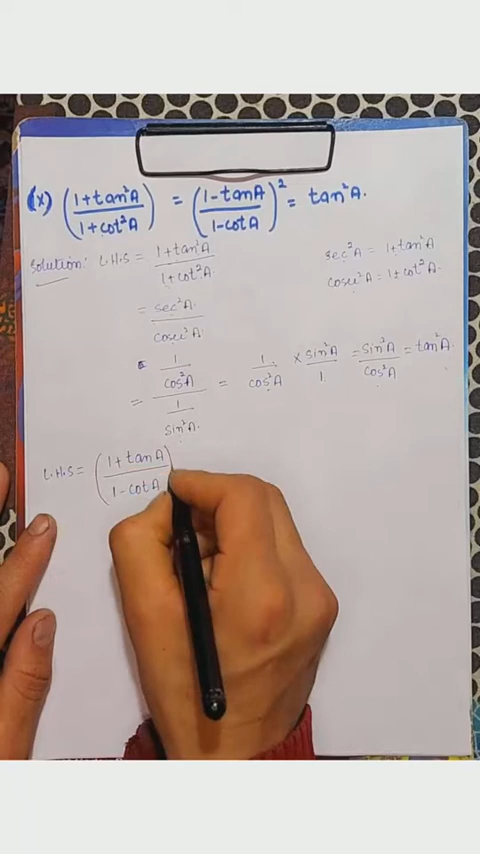 (x) (1+tan²A / 1+cot²A) = (1-tanA / 1-cotA)² = tan²A.
Solution: L.H.S = 1+tan²A / 1+cot²A
sec²A = 1+tan²A
cosec²A = 1+cot²A
= sec²A / cosec²A
= 1/cos²A / 1/sin²A = 1/cos²A × sin²A/1 = sin²A/cos²A = tan²A
L.H.S = (1+tanA / 1-cotA)